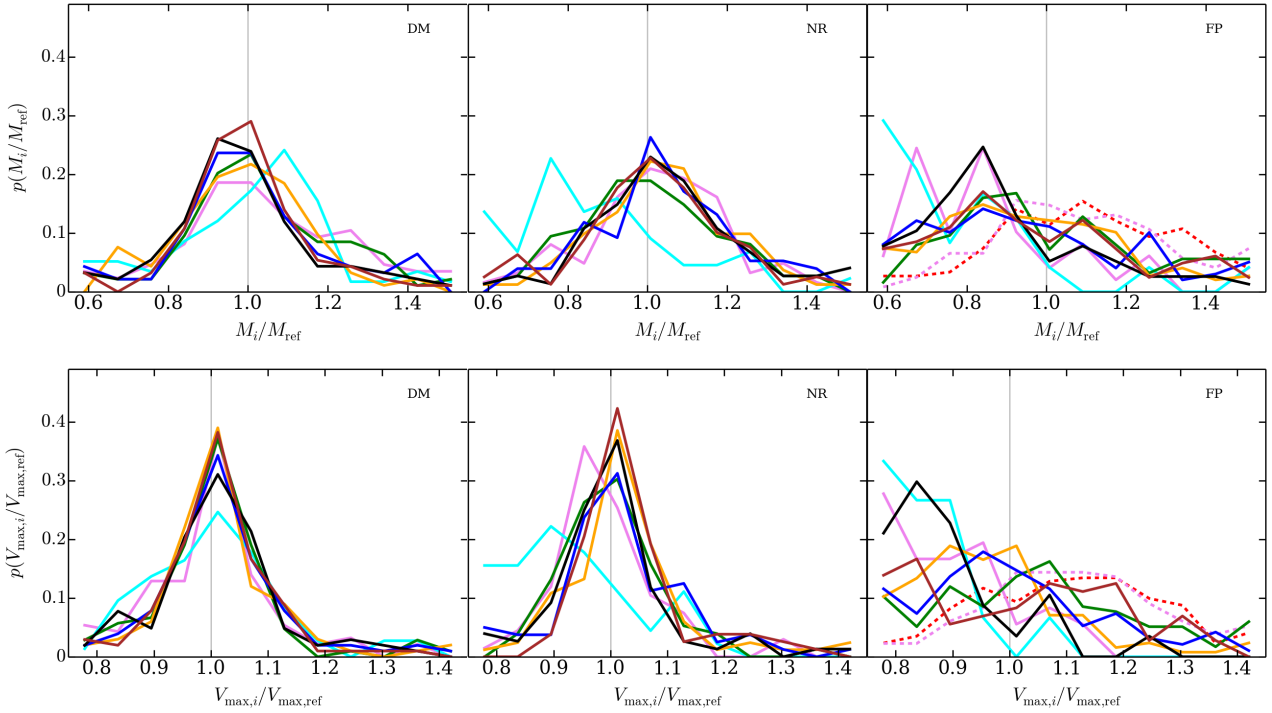 DM NR FP
0.4
0.3
0.2
0.1
0
p(M_i/M_ref)
0.6 0.8 1.0 1.2 1.4 0.6 0.8 1.0 1.2 1.4 0.6 0.8 1.0 1.2 1.4
M_i/M_ref M_i/M_ref M_i/M_ref
DM NR FP
0.4
0.3
0.2
0.1
0
p(V_max,i/V_max,ref)
0.8 0.9 1.0 1.1 1.2 1.3 1.4 0.8 0.9 1.0 1.1 1.2 1.3 1.4 0.8 0.9 1.0 1.1 1.2 1.3 1.4
V_max,i/V_max,ref V_max,i/V_max,ref V_max,i/V_max,ref